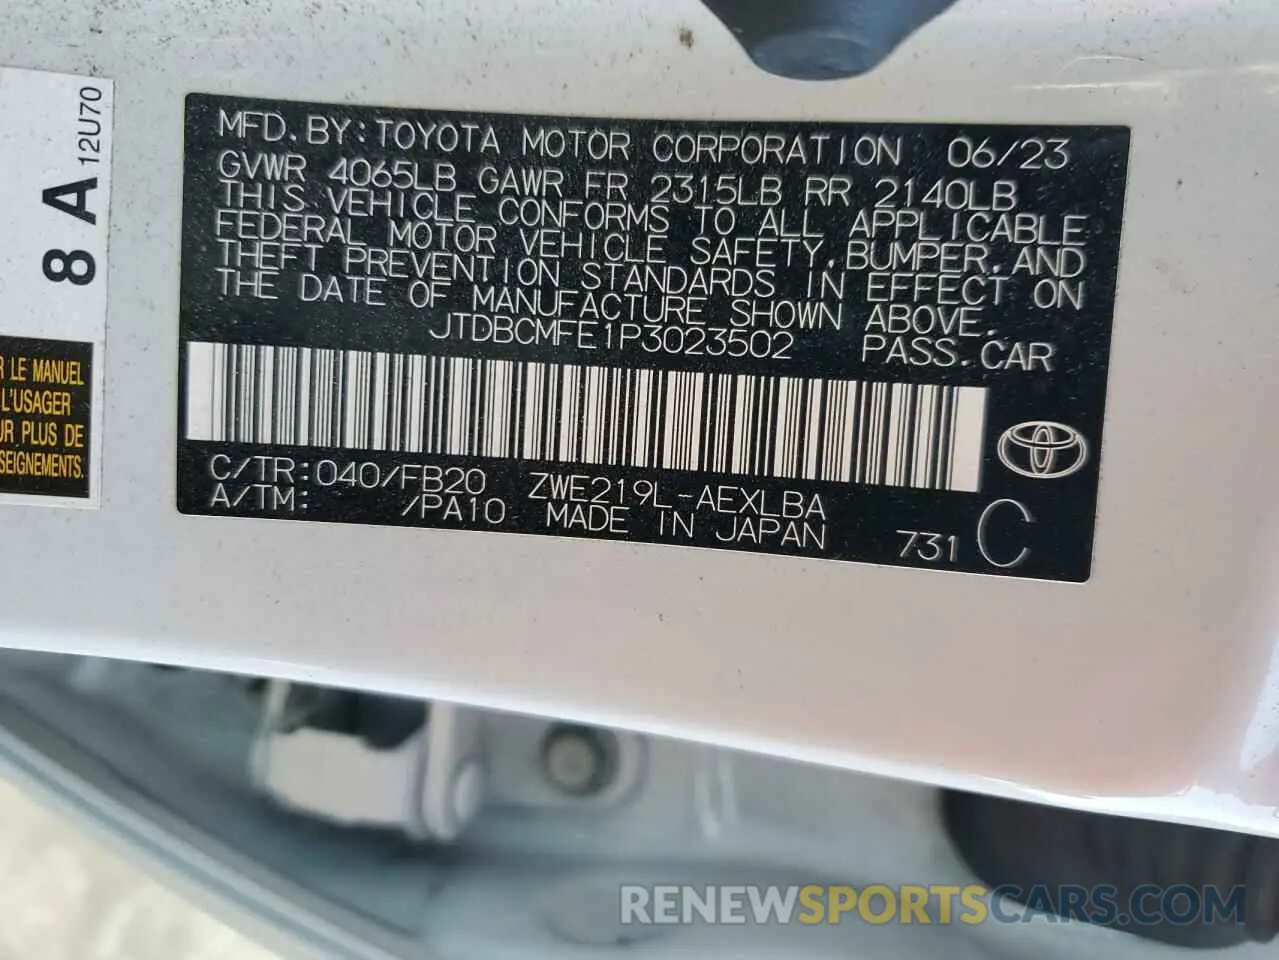 MFD. BY: TOYOTA MOTOR CORPORATION 06/23
GVWR 4065LB GAWR FR 2315LB RR 2140LB
THIS VEHICLE CONFORMS TO ALL APPLICABLE
FEDERAL MOTOR VEHICLE SAFETY, BUMPER, AND
THEFT PREVENTION STANDARDS IN EFFECT ON
THE DATE OF MANUFACTURE SHOWN ABOVE.
JTDBCMFE1P3023502 PASS. CAR
C/TR: 040/FB20 ZWE219L-AEXLBA
A/TM: /PA10 MADE IN JAPAN 731 C
8 A 12U70
LE MANUEL
L'USAGER
PLUS DE
RENEWSPORTSCARS.COM